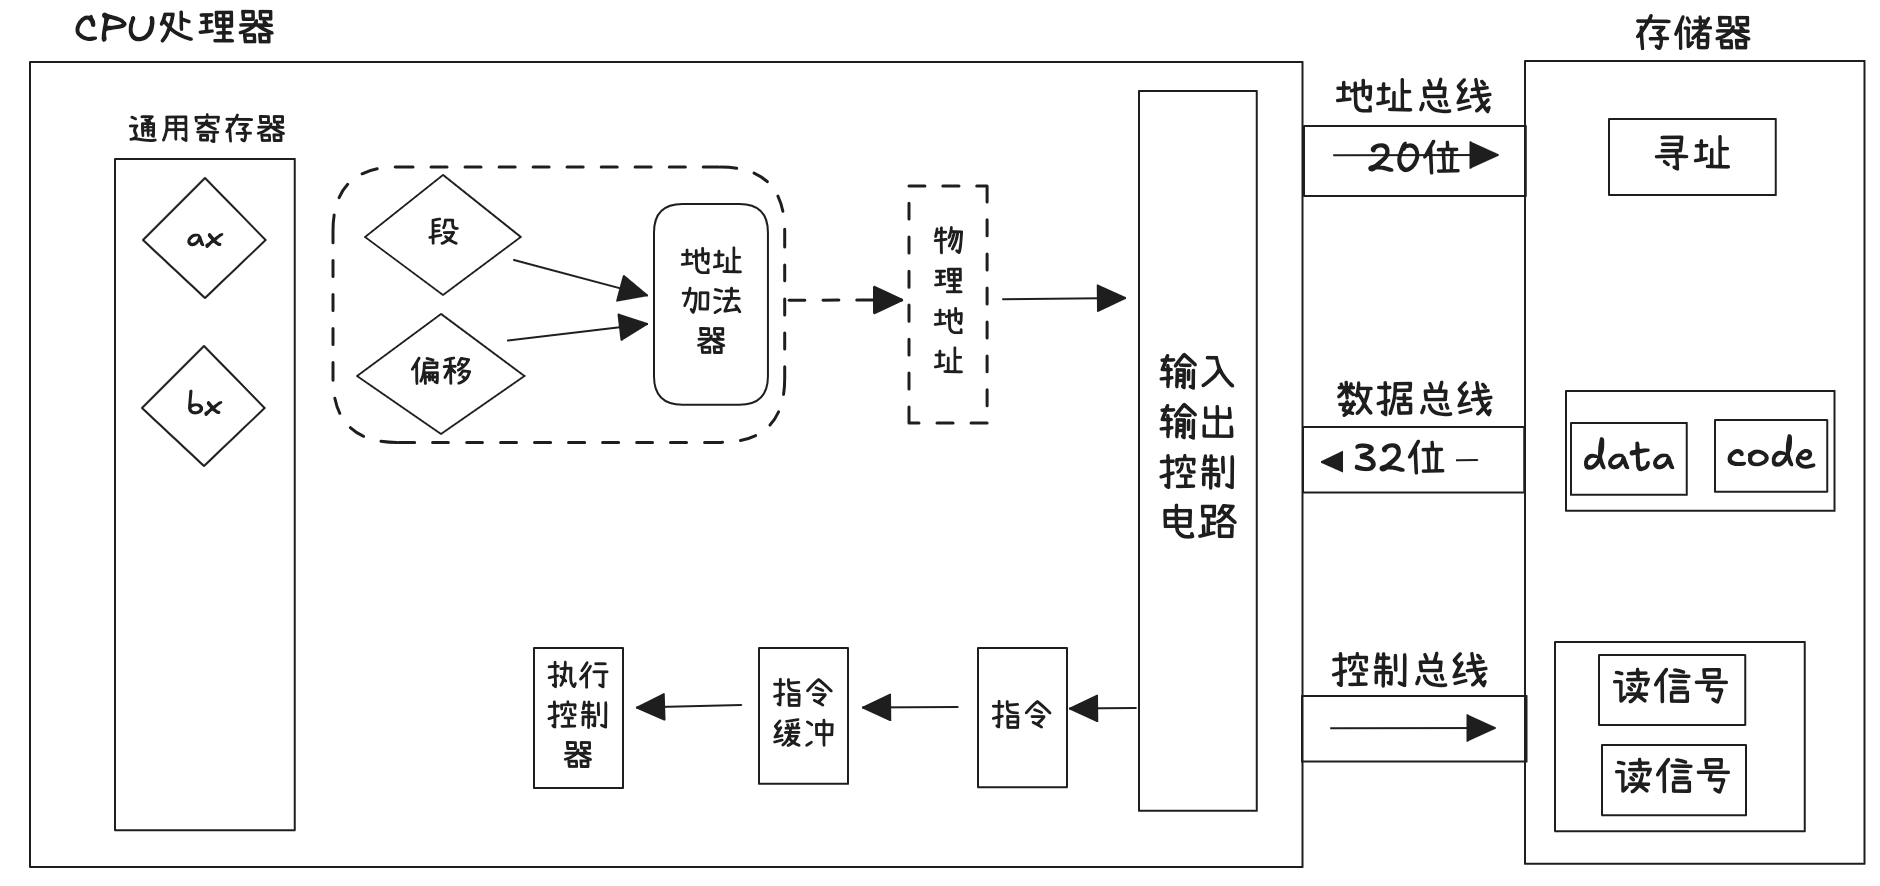 CPU处理器
存储器
通用寄存器
ax
bx
段
偏移
地址
加法
器
物
理
地
址
输入
输出
控制
电路
地址总线
20位
寻址
数据总线
32位
data
code
控制总线
读信号
读信号
指令
指令
缓冲
执行
控制
器